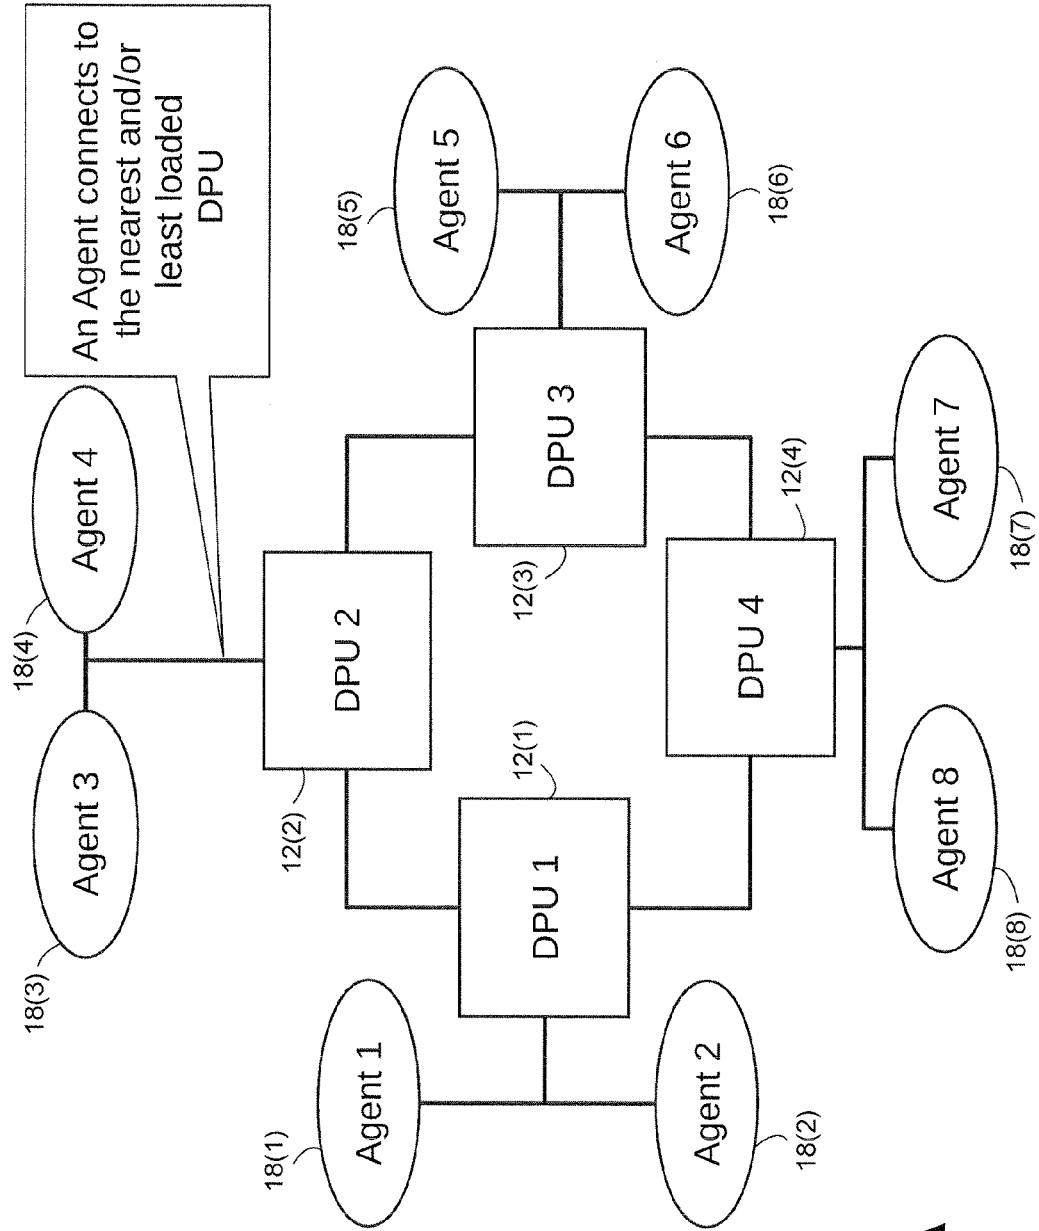 An Agent connects to
the nearest and/or
least loaded
DPU
Agent 3
18(3)
Agent 4
18(4)
DPU 2
12(2)
Agent 1
18(1)
Agent 2
18(2)
DPU 1
12(1)
DPU 3
12(3)
Agent 5
18(5)
Agent 6
18(6)
DPU 4
12(4)
Agent 8
18(8)
Agent 7
18(7)